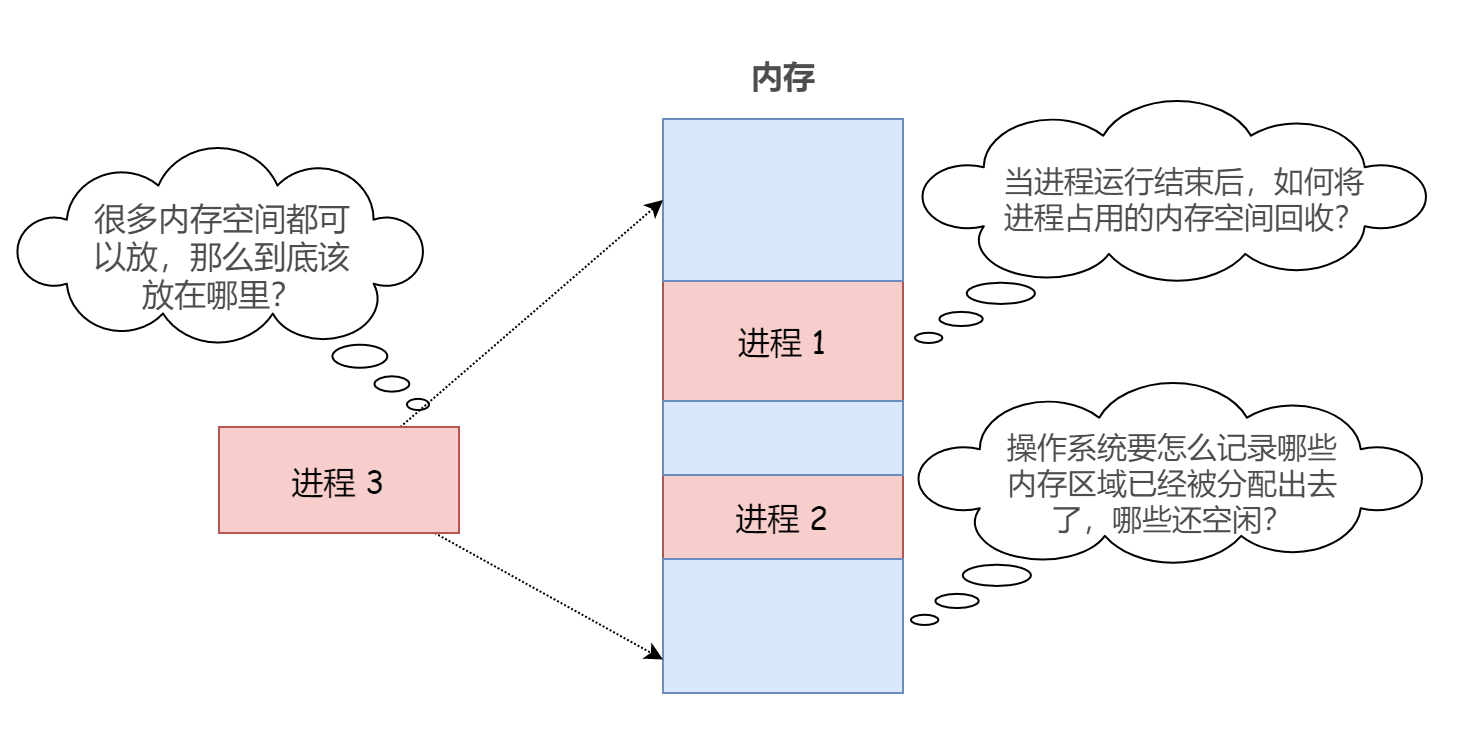 内存
很多内存空间都可
以放，那么到底该
放在哪里？
当进程运行结束后，如何将
进程占用的内存空间回收？
进程 1
进程 3
操作系统要怎么记录哪些
内存区域已经被分配出去
了，哪些还空闲？
进程 2